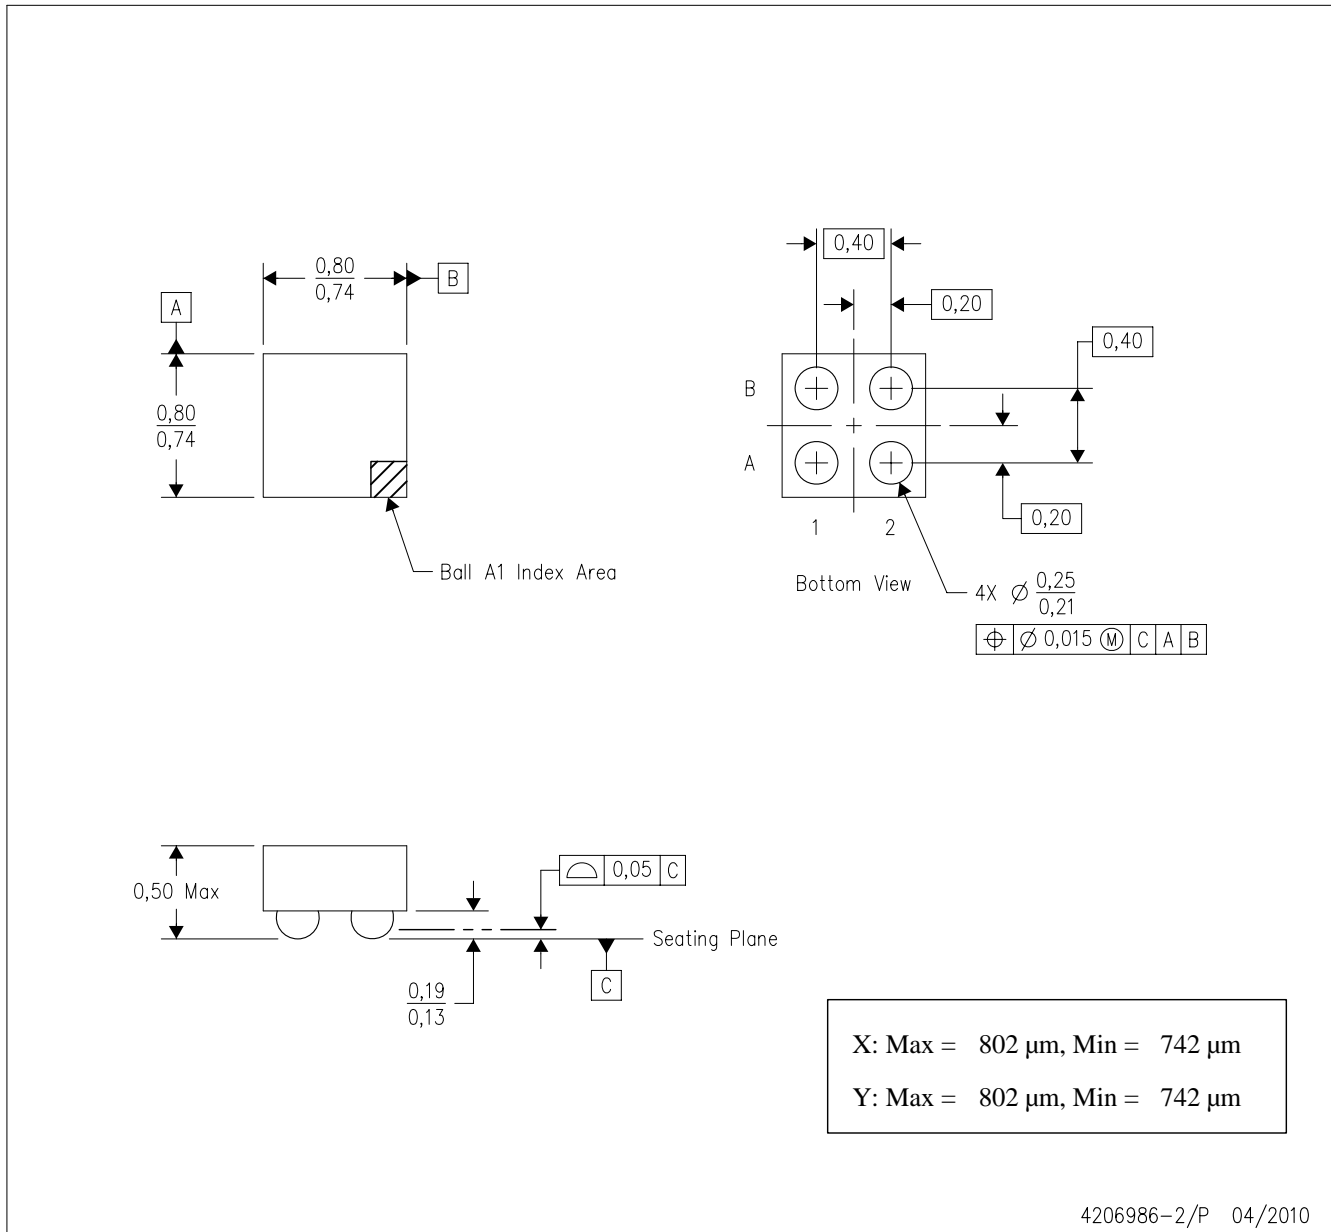 0,40
0,80
0,74
B
0,20
A
0,40
0,80
0,74
B
A
0,20
1 2
Ball A1 Index Area
Bottom View
4X Ø 0,25
0,21
⌖ Ø 0,015 Ⓜ C A B
0,50 Max
⌓ 0,05 C
Seating Plane
C
0,19
0,13
X: Max = 802 µm, Min = 742 µm
Y: Max = 802 µm, Min = 742 µm
4206986-2/P 04/2010